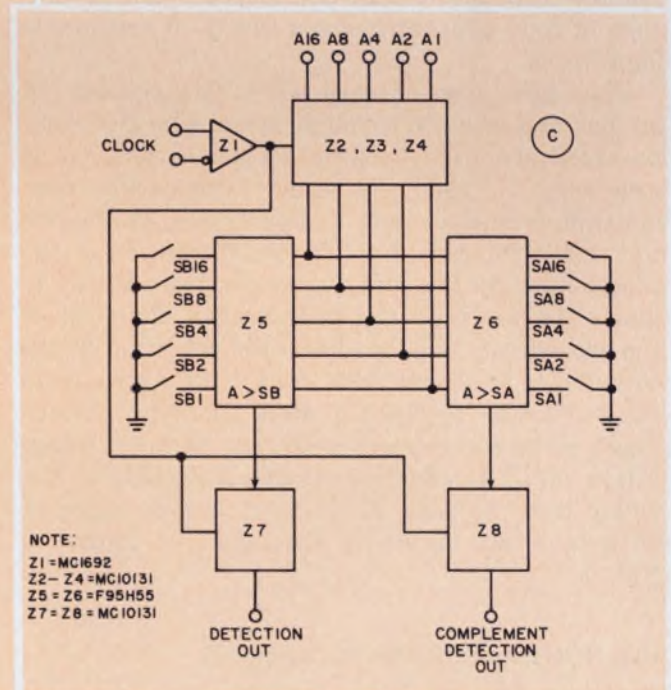 A16 A8 A4 A2 A1
CLOCK
Z1
Z2, Z3, Z4
C
SB16
SB8
SB4
SB2
SB1
Z5
A>SB
Z6
A>SA
SA16
SA8
SA4
SA2
SA1
Z7
Z8
NOTE:
Z1=MC1692
Z2-Z4=MC10131
Z5=Z6=F95H55
Z7=Z8=MC10131
DETECTION
OUT
COMPLEMENT
DETECTION
OUT